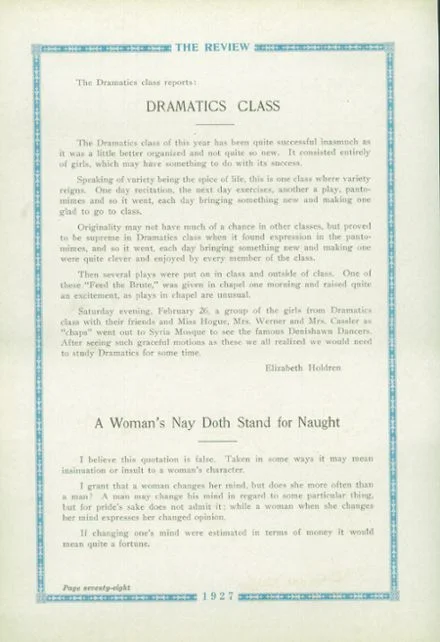 THE REVIEW
The Dramatics class reports:
DRAMATICS CLASS
The Dramatics class of this year has been quite successful inasmuch as
it was a little better organized and not quite so new. It consisted entirely
of girls, which may have something to do with its success.
Speaking of variety being the spice of life, this is one class where variety
reigns. One day recitation, the next day exercises, another a play, panto-
mimes and so it went, each day bringing something new and making one
glad to go to class.
Originality may not have much of a chance in other classes, but proved
to be supreme in Dramatics class when it found expression in the panto-
mimes, and so it went, each day bringing something new and making one
were quite clever and enjoyed by every member of the class.
Then several plays were put on in class and outside of class. One of
these "Feed the Brute," was given in chapel one morning and raised quite
an excitement, as plays in chapel are unusual.
Saturday evening, February 26, a group of the girls from Dramatics
class with their friends and Miss Hogue, Mrs. Werner and Mrs. Cassler as
"chaps" went out to Syria Mosque to see the famous Denishawn Dancers.
After seeing such graceful motions as these we all realized we would need
to study Dramatics for some time.
Elizabeth Holdren
A Woman's Nay Doth Stand for Naught
I believe this quotation is false. Taken in some ways it may mean
insinuation or insult to a woman's character.
I grant that a woman changes her mind, but does she more often than
a man? A man may change his mind in regard to some particular thing,
but for pride's sake does not admit it; while a woman when she changes
her mind expresses her changed opinion.
If changing one's mind were estimated in terms of money it would
mean quite a fortune.
Page seventy-eight
1927